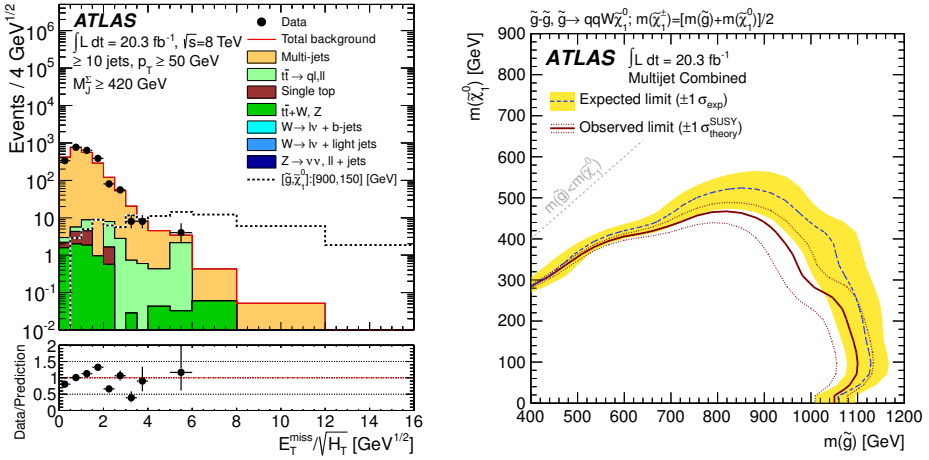 ATLAS
∫L dt = 20.3 fb⁻¹, √s=8 TeV
≥ 10 jets, p_T ≥ 50 GeV
M_J^Σ ≥ 420 GeV
Data
Total background
Multi-jets
tt̄→ ql,ll
Single top
tt̄+W, Z
W→ lν + b-jets
W→ lν + light jets
Z→ νν, ll + jets
[g̃,χ̃₁⁰]:[900,150] [GeV]
Events / 4 GeV^1/2
10⁶
10⁵
10⁴
10³
10²
10
1
10⁻¹
10⁻²
Data/Prediction
2
1.5
1
0.5
0
0 2 4 6 8 10 12 14 16
E_T^miss/√H_T [GeV^1/2]
g̃-g̃, g̃→ qqWχ̃₁⁰; m(χ̃₁^±)=[m(g̃)+m(χ̃₁⁰)]/2
ATLAS
∫L dt = 20.3 fb⁻¹
Multijet Combined
Expected limit (±1 σ_exp)
Observed limit (±1 σ_theory^SUSY)
m(g̃)<m(χ̃₁⁰)
m(χ̃₁⁰) [GeV]
900
800
700
600
500
400
300
200
100
0
400 500 600 700 800 900 1000 1100 1200
m(g̃) [GeV]